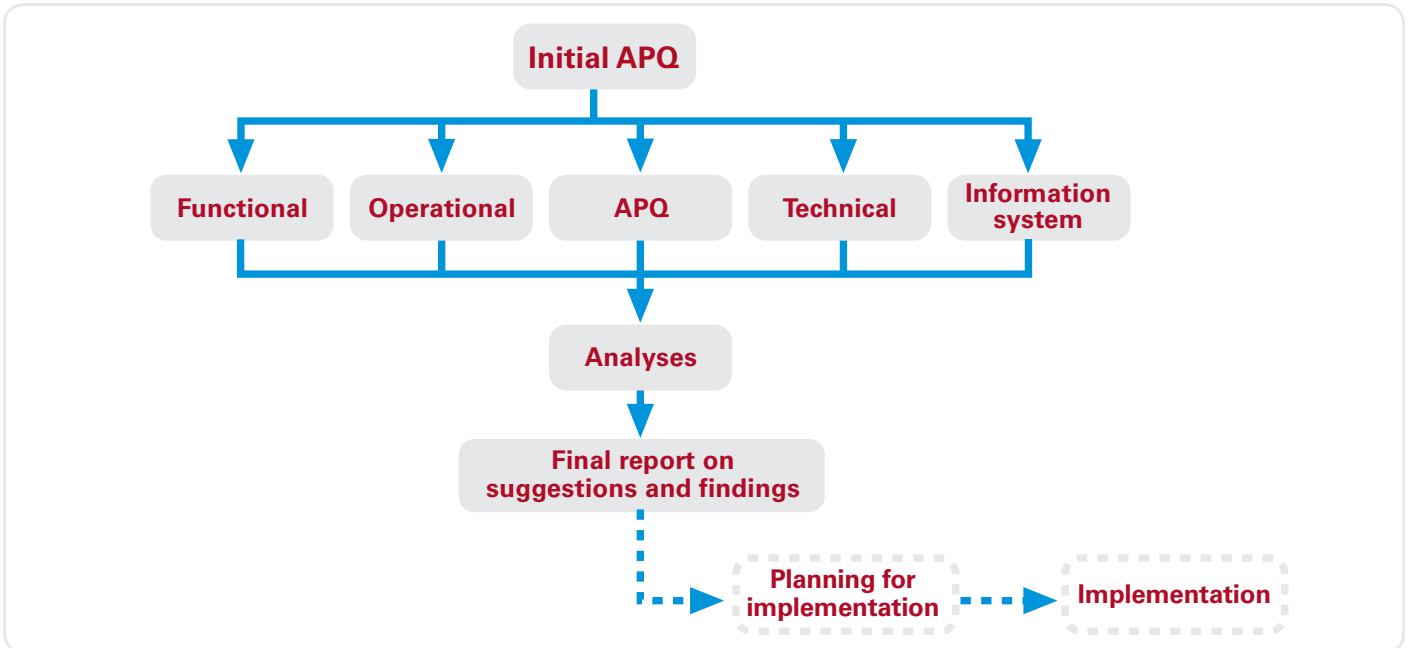 Initial APQ
Functional
Operational
APQ
Technical
Information
system
Analyses
Final report on
suggestions and findings
Planning for
implementation
Implementation